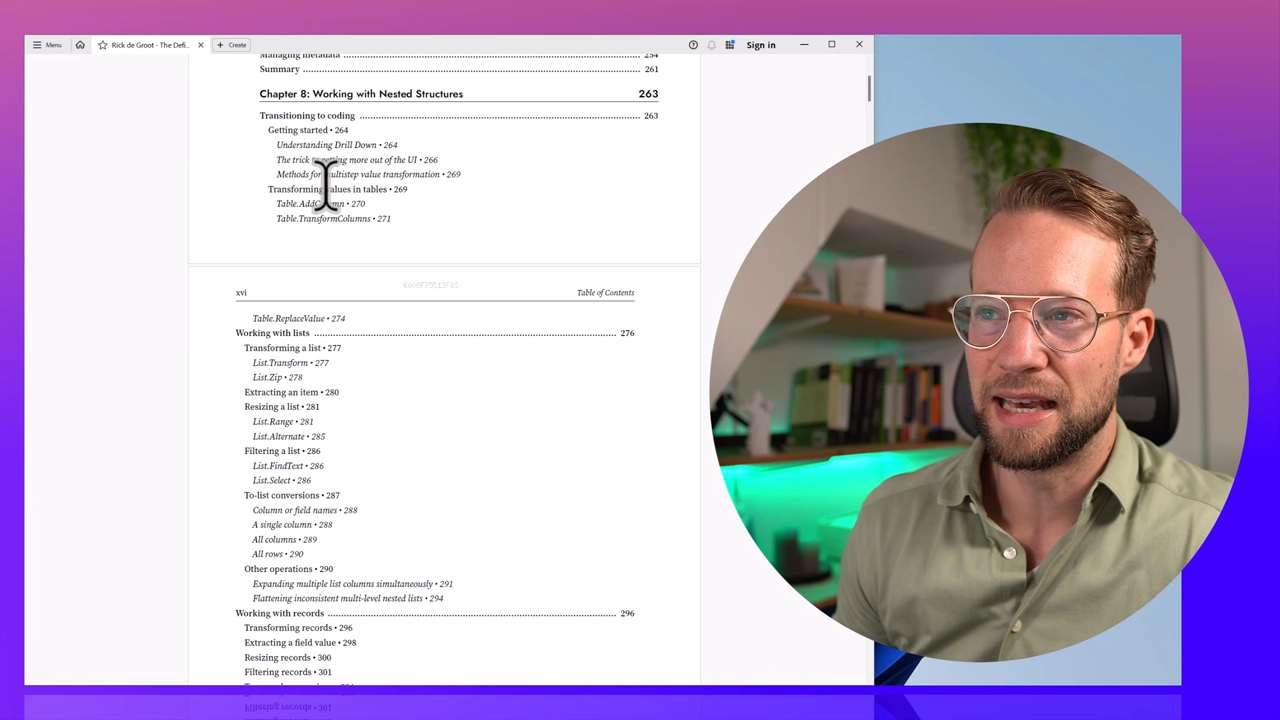 Menu
Rick de Groot - The Defi...
Create
Sign in
Managing metadata 254
Summary 261
Chapter 8: Working with Nested Structures 263
Transitioning to coding 263
Getting started • 264
Understanding Drill Down • 264
The trick to getting more out of the UI • 266
Methods for multistep value transformation • 269
Transforming values in tables • 269
Table.AddColumn • 270
Table.TransformColumns • 271
xvi Table of Contents
Table.ReplaceValue • 274
Working with lists 276
Transforming a list • 277
List.Transform • 277
List.Zip • 278
Extracting an item • 280
Resizing a list • 281
List.Range • 281
List.Alternate • 285
Filtering a list • 286
List.FindText • 286
List.Select • 286
To-list conversions • 287
Column or field names • 288
A single column • 288
All columns • 289
All rows • 290
Other operations • 290
Expanding multiple list columns simultaneously • 291
Flattening inconsistent multi-level nested lists • 294
Working with records 296
Transforming records • 296
Extracting a field value • 298
Resizing records • 300
Filtering records • 301